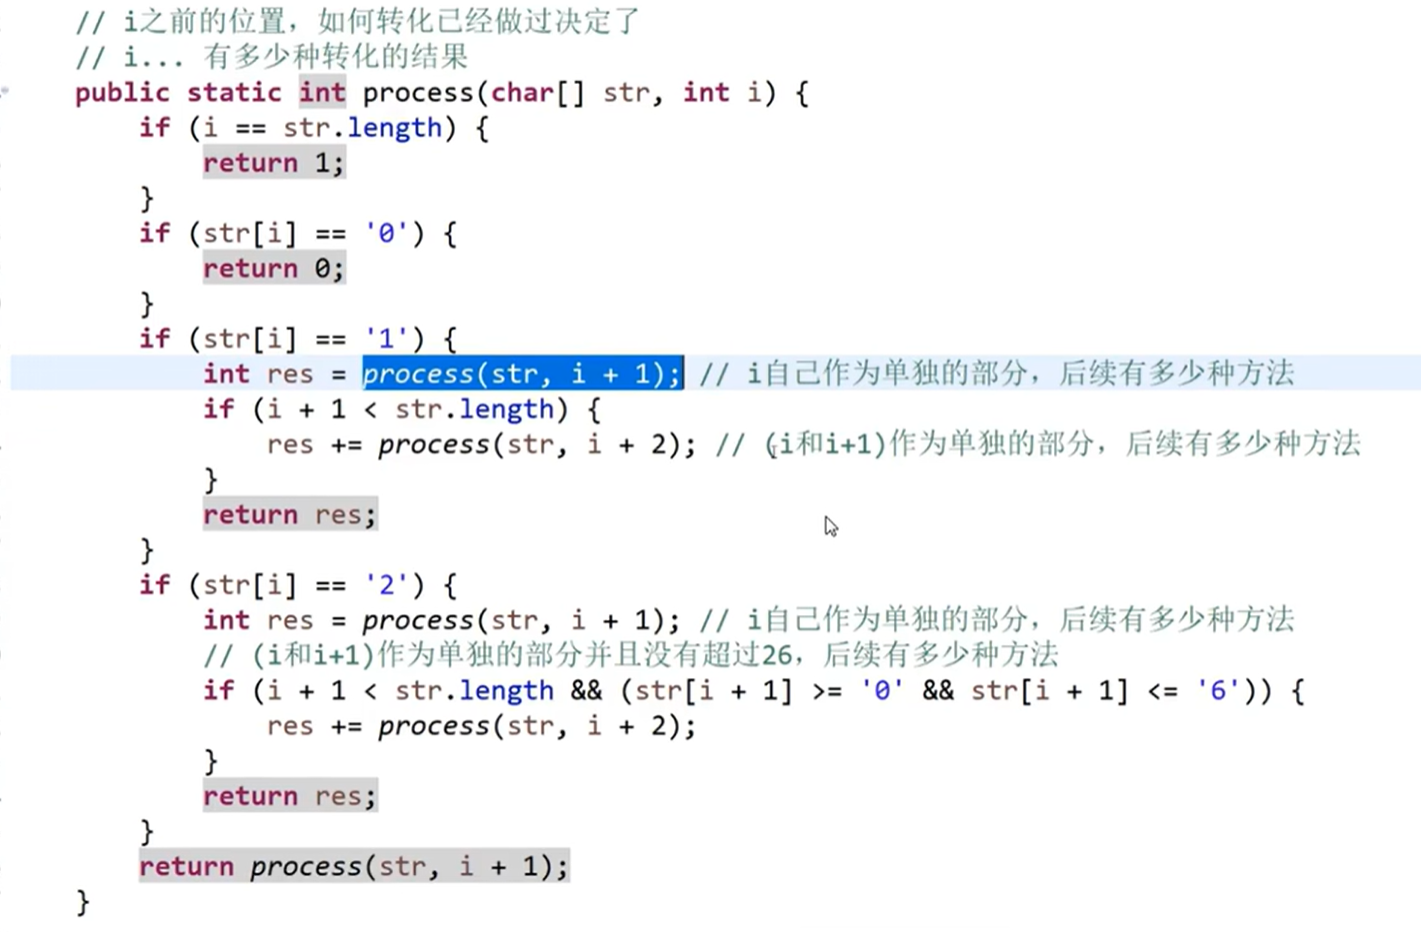 // i之前的位置，如何转化已经做过决定了
// i... 有多少种转化的结果
public static int process(char[] str, int i) {
if (i == str.length) {
return 1;
}
if (str[i] == '0') {
return 0;
}
if (str[i] == '1') {
int res = process(str, i + 1); // i自己作为单独的部分，后续有多少种方法
if (i + 1 < str.length) {
res += process(str, i + 2); // (i和i+1)作为单独的部分，后续有多少种方法
}
return res;
}
if (str[i] == '2') {
int res = process(str, i + 1); // i自己作为单独的部分，后续有多少种方法
// (i和i+1)作为单独的部分并且没有超过26，后续有多少种方法
if (i + 1 < str.length && (str[i + 1] >= '0' && str[i + 1] <= '6')) {
res += process(str, i + 2);
}
return res;
}
return process(str, i + 1);
}